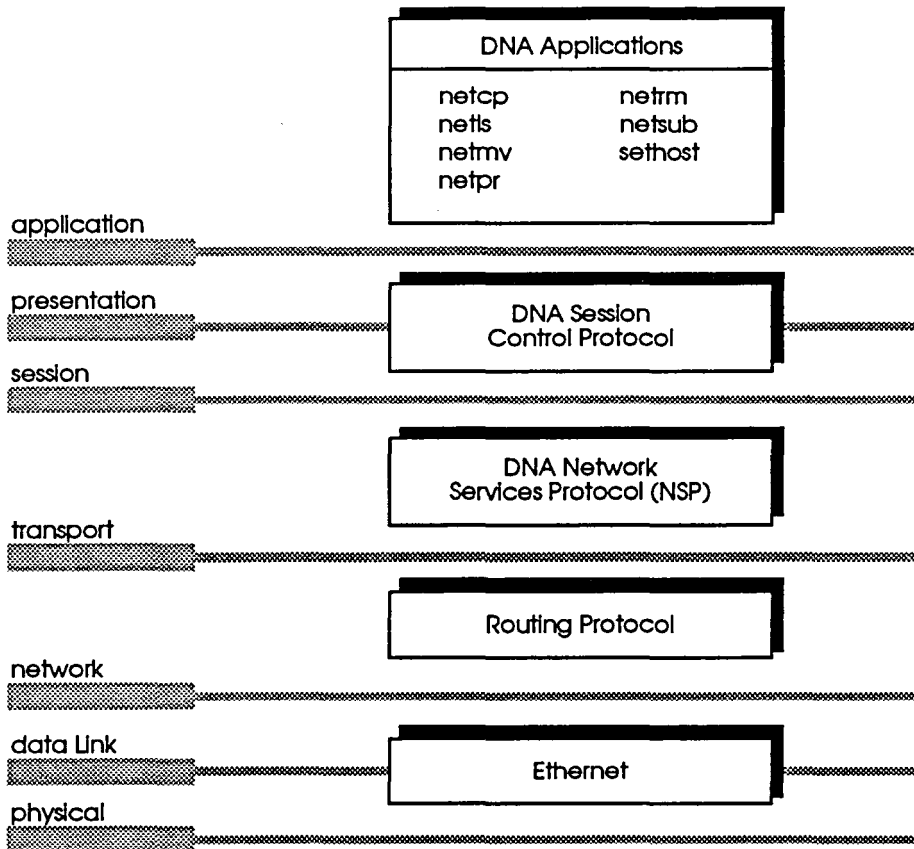 DNA Applications
netcp netrm
netls netsub
netmv sethost
netpr
application
presentation
DNA Session
Control Protocol
session
DNA Network
Services Protocol (NSP)
transport
Routing Protocol
network
data Link
Ethernet
physical